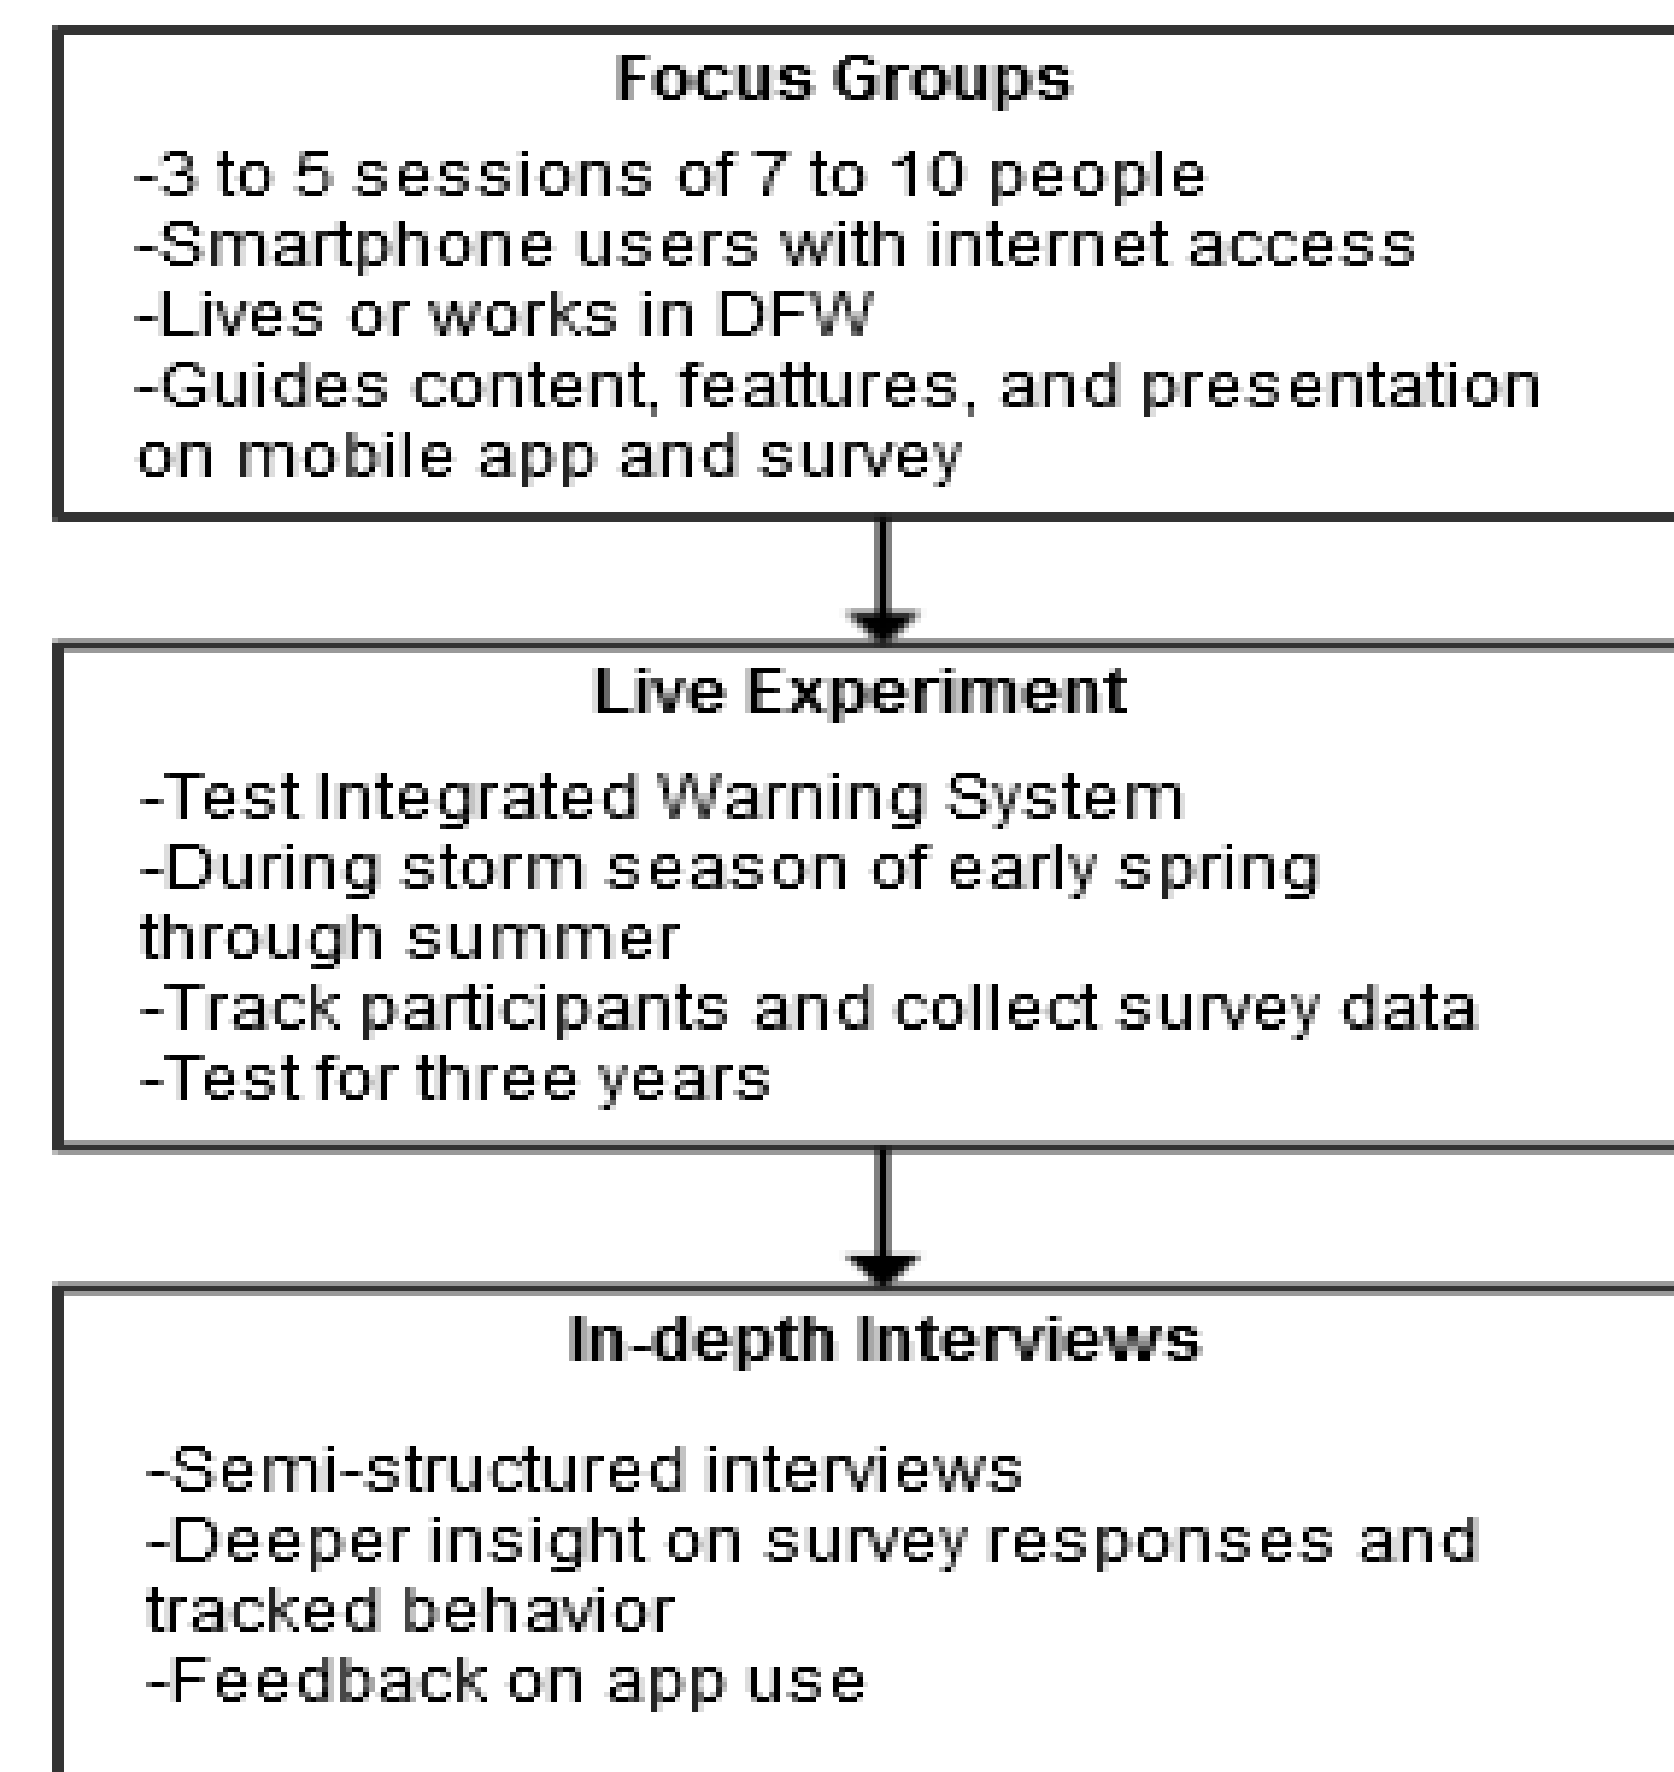 Focus Groups
-3 to 5 sessions of 7 to 10 people
-Smartphone users with internet access
-Lives or works in DFW
-Guides content, feattures, and presentation
on mobile app and survey
Live Experiment
-Test Integrated Warning System
-During storm season of early spring
through summer
-Track participants and collect survey data
-Test for three years
In-depth Interviews
-Semi-structured interviews
-Deeper insight on survey responses and
tracked behavior
-Feedback on app use